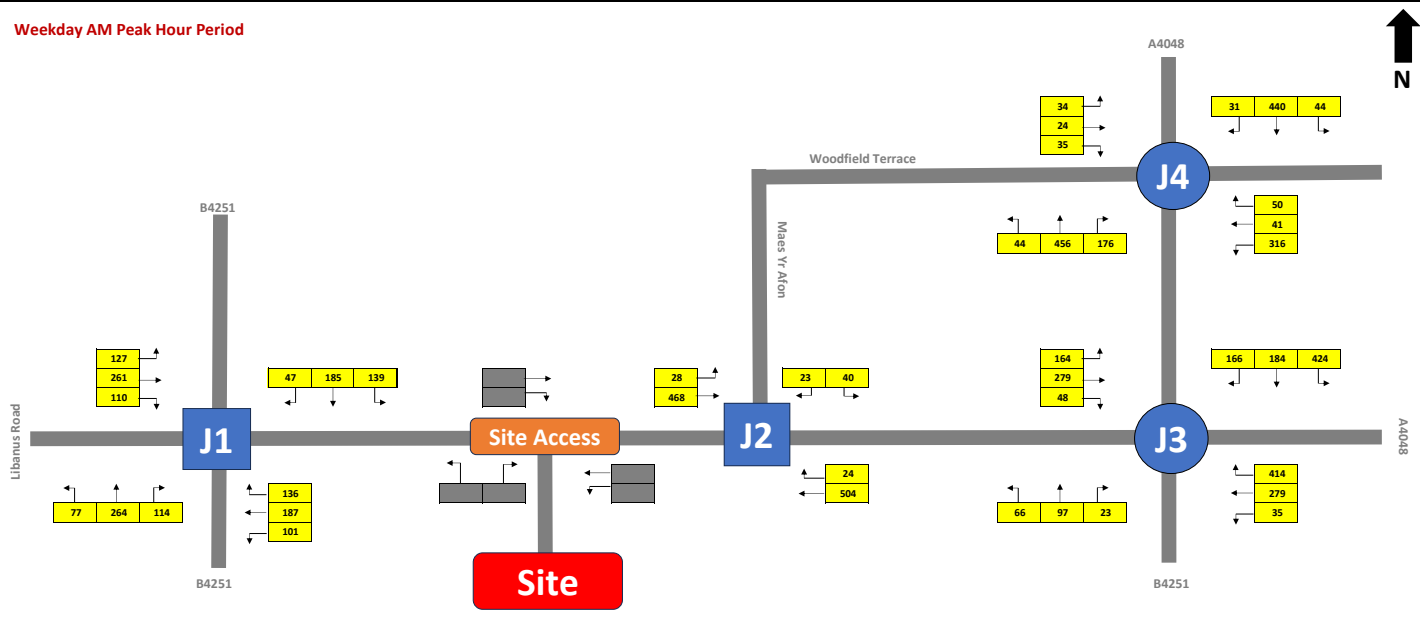 Weekday AM Peak Hour Period
N
A4048
34
24
35
31 440 44
Woodfield Terrace
J4
50
41
316
44 456 176
B4251
Maes Yr Afon
127
261
110
47 185 139
28
468
23 40
164
279
48
166 184 424
Libanus Road
J1
Site Access
J2
J3
A4048
77 264 114
136
187
101
24
504
66 97 23
414
279
35
B4251
Site
B4251